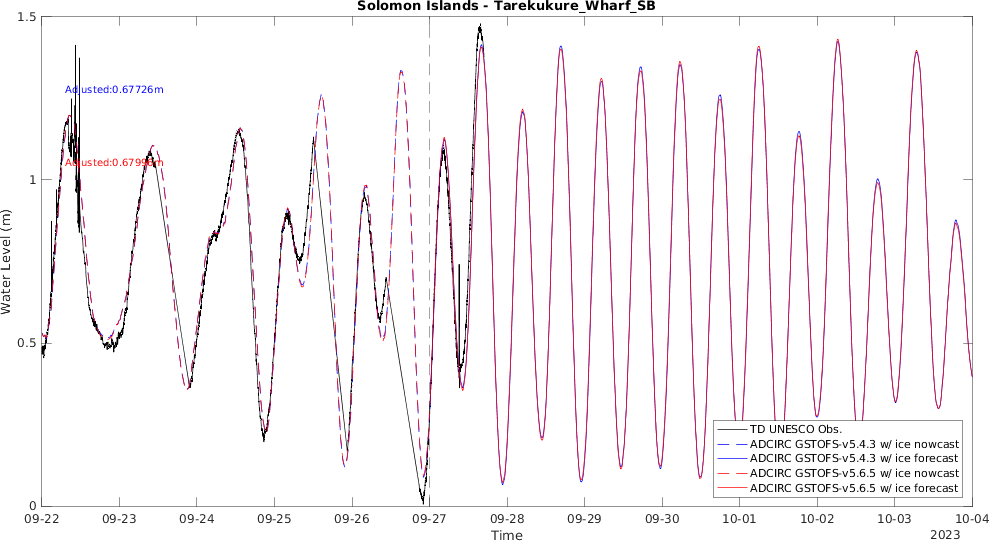 Solomon Islands - Tarekukure_Wharf_SB
Water Level (m)
1.5
1
0.5
0
Adjusted:0.67726m
TD UNESCO Obs.
ADCIRC GSTOFS-v5.4.3 w/ ice nowcast
ADCIRC GSTOFS-v5.4.3 w/ ice forecast
ADCIRC GSTOFS-v5.6.5 w/ ice nowcast
ADCIRC GSTOFS-v5.6.5 w/ ice forecast
09-22 09-23 09-24 09-25 09-26 09-27 09-28 09-29 09-30 10-01 10-02 10-03 10-04
Time
2023